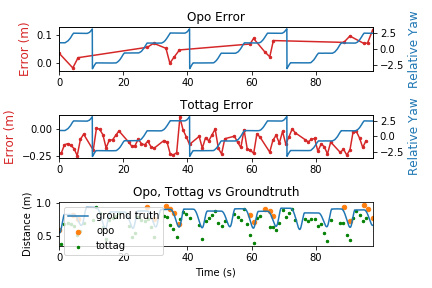 Opo Error
Error (m)
0.1
0.0
2.5
0.0
−2.5
Relative Yaw
0 20 40 60 80
Tottag Error
Error (m)
0.00
−0.25
2.5
0.0
−2.5
Relative Yaw
0 20 40 60 80
Opo, Tottag vs Groundtruth
Distance (m)
1.0
0.5
ground truth
opo
tottag
0 20 40 60 80
Time (s)